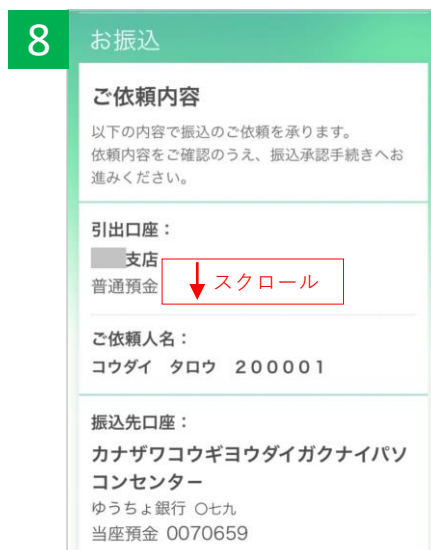 8
お振込
ご依頼内容
以下の内容で振込のご依頼を承ります。
依頼内容をご確認のうえ、振込承認手続きへお
進みください。
引出口座：
支店
普通預金
スクロール
ご依頼人名：
コウダイ　タロウ　２００００１
振込先口座：
カナザワコウギヨウダイガクナイパソ
コンセンター
ゆうちょ銀行 〇七九
当座預金 0070659